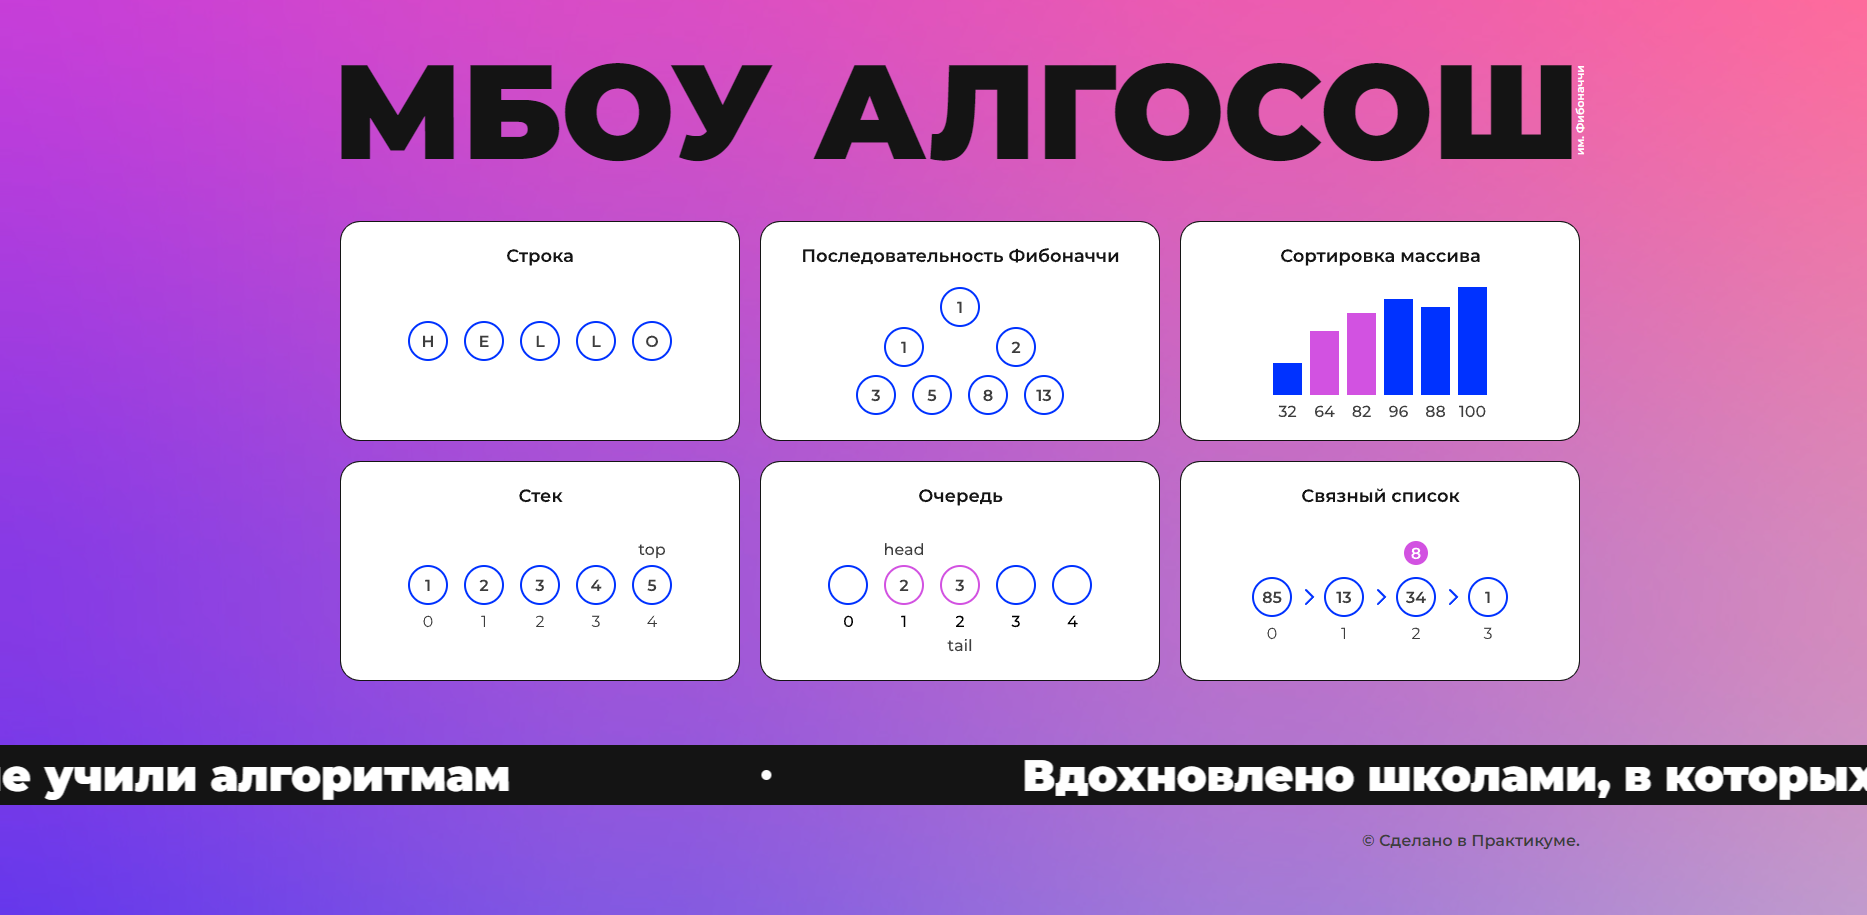 МБОУ АЛГОСОШ
им. Фибоначчи
Строка
H E L L O
Последовательность Фибоначчи
1
1 2
3 5 8 13
Сортировка массива
32 64 82 96 88 100
Стек
top
1 2 3 4 5
0 1 2 3 4
Очередь
head
2 3
0 1 2 3 4
tail
Связный список
8
85 > 13 > 34 > 1
0 1 2 3
е учили алгоритмам • Вдохновлено школами, в которых
© Сделано в Практикуме.